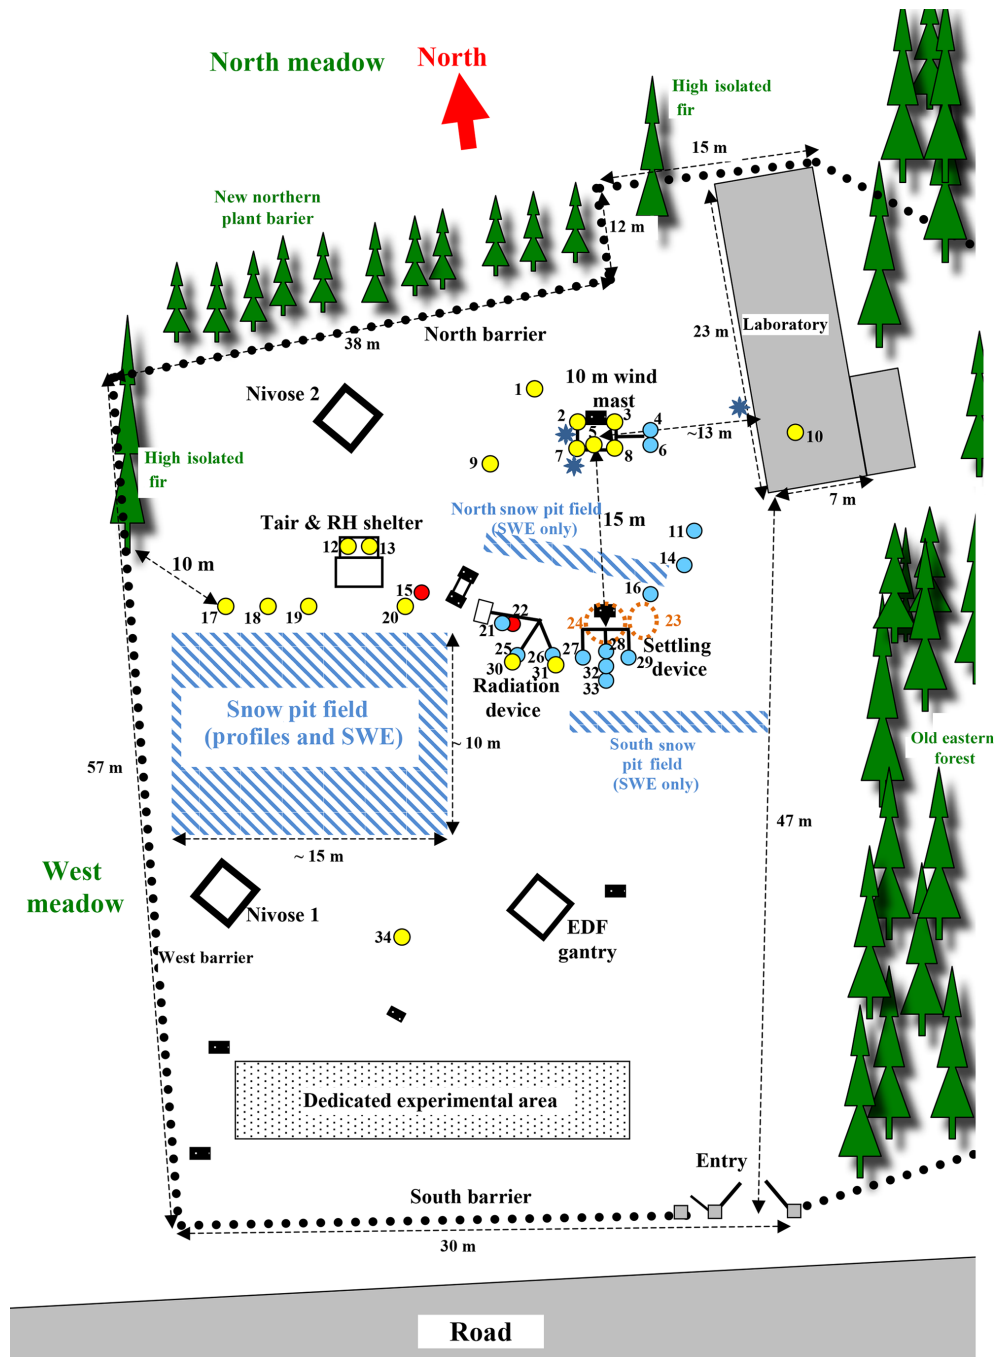 North meadow
North
High isolated
fir
15 m
New northern
plant barier
12 m
North barrier
38 m
23 m
Laboratory
Nivose 2
1
10 m wind
mast
2
3
4
5
6
7
8
~13 m
10
9
High isolated
fir
7 m
North snow pit field
(SWE only)
15 m
11
Tair & RH shelter
12
13
14
10 m
15
16
17
18
19
20
21
22
24
23
25
26
27
28
29
30
31
32
33
Settling
device
Radiation
device
Snow pit field
(profiles and SWE)
~ 10 m
South snow
pit field
(SWE only)
Old eastern
forest
57 m
47 m
~ 15 m
West
meadow
Nivose 1
EDF
gantry
34
West barrier
Dedicated experimental area
Entry
South barrier
30 m
Road